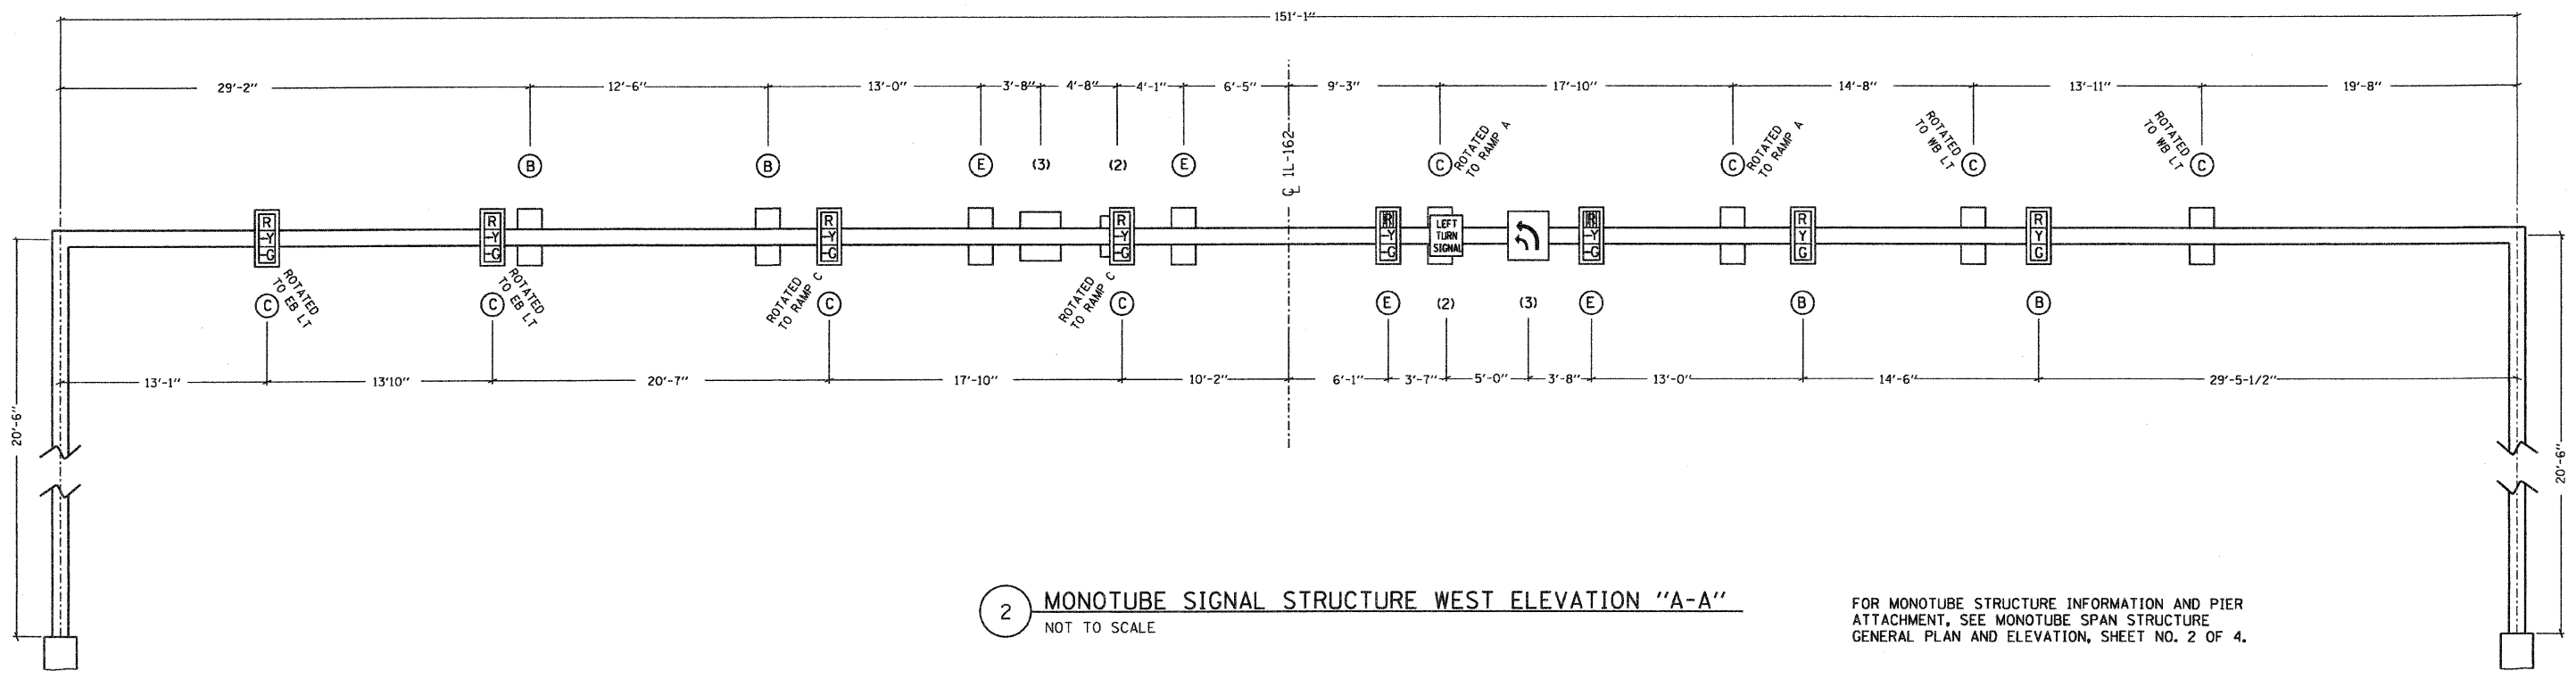 151'-1"
29'-2" 12'-6" 13'-0" 3'-8" 4'-8" 4'-1" 6'-5" 9'-3" 17'-10" 14'-8" 13'-11" 19'-8"
B B E (3) (2) E C C C C
ROTATED
TO RAMP A
ROTATED
TO RAMP A
ROTATED
TO WB LT
ROTATED
TO WB LT
℄ IL-162
R
Y
G
R
Y
G
R
Y
G
R
Y
G
R
Y
G
LEFT
TURN
SIGNAL
R
Y
G
R
Y
G
R
Y
G
ROTATED
TO EB LT
ROTATED
TO EB LT
ROTATED
TO RAMP C
ROTATED
TO RAMP C
C C C C E (2) (3) E B B
13'-1" 13'10" 20'-7" 17'-10" 10'-2" 6'-1" 3'-7" 5'-0" 3'-8" 13'-0" 14'-6" 29'-5-1/2"
20'-6"
20'-6"
2 MONOTUBE SIGNAL STRUCTURE WEST ELEVATION "A-A"
NOT TO SCALE
FOR MONOTUBE STRUCTURE INFORMATION AND PIER
ATTACHMENT, SEE MONOTUBE SPAN STRUCTURE
GENERAL PLAN AND ELEVATION, SHEET NO. 2 OF 4.